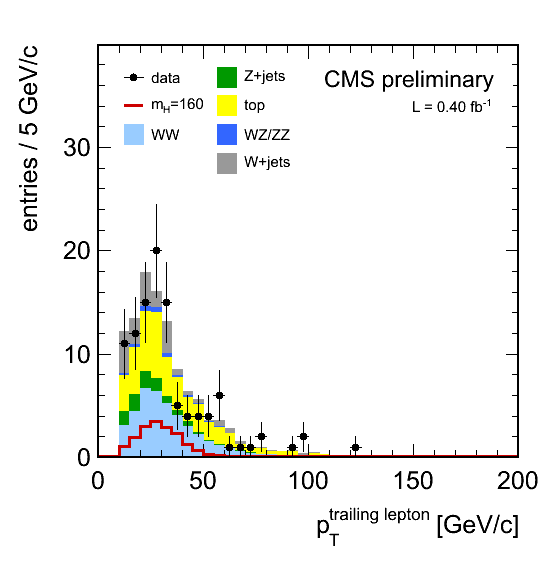 entries / 5 GeV/c
data
m_H=160
WW
Z+jets
top
WZ/ZZ
W+jets
CMS preliminary
L = 0.40 fb⁻¹
30
20
10
0
0 50 100 150 200
p_T^trailing lepton [GeV/c]